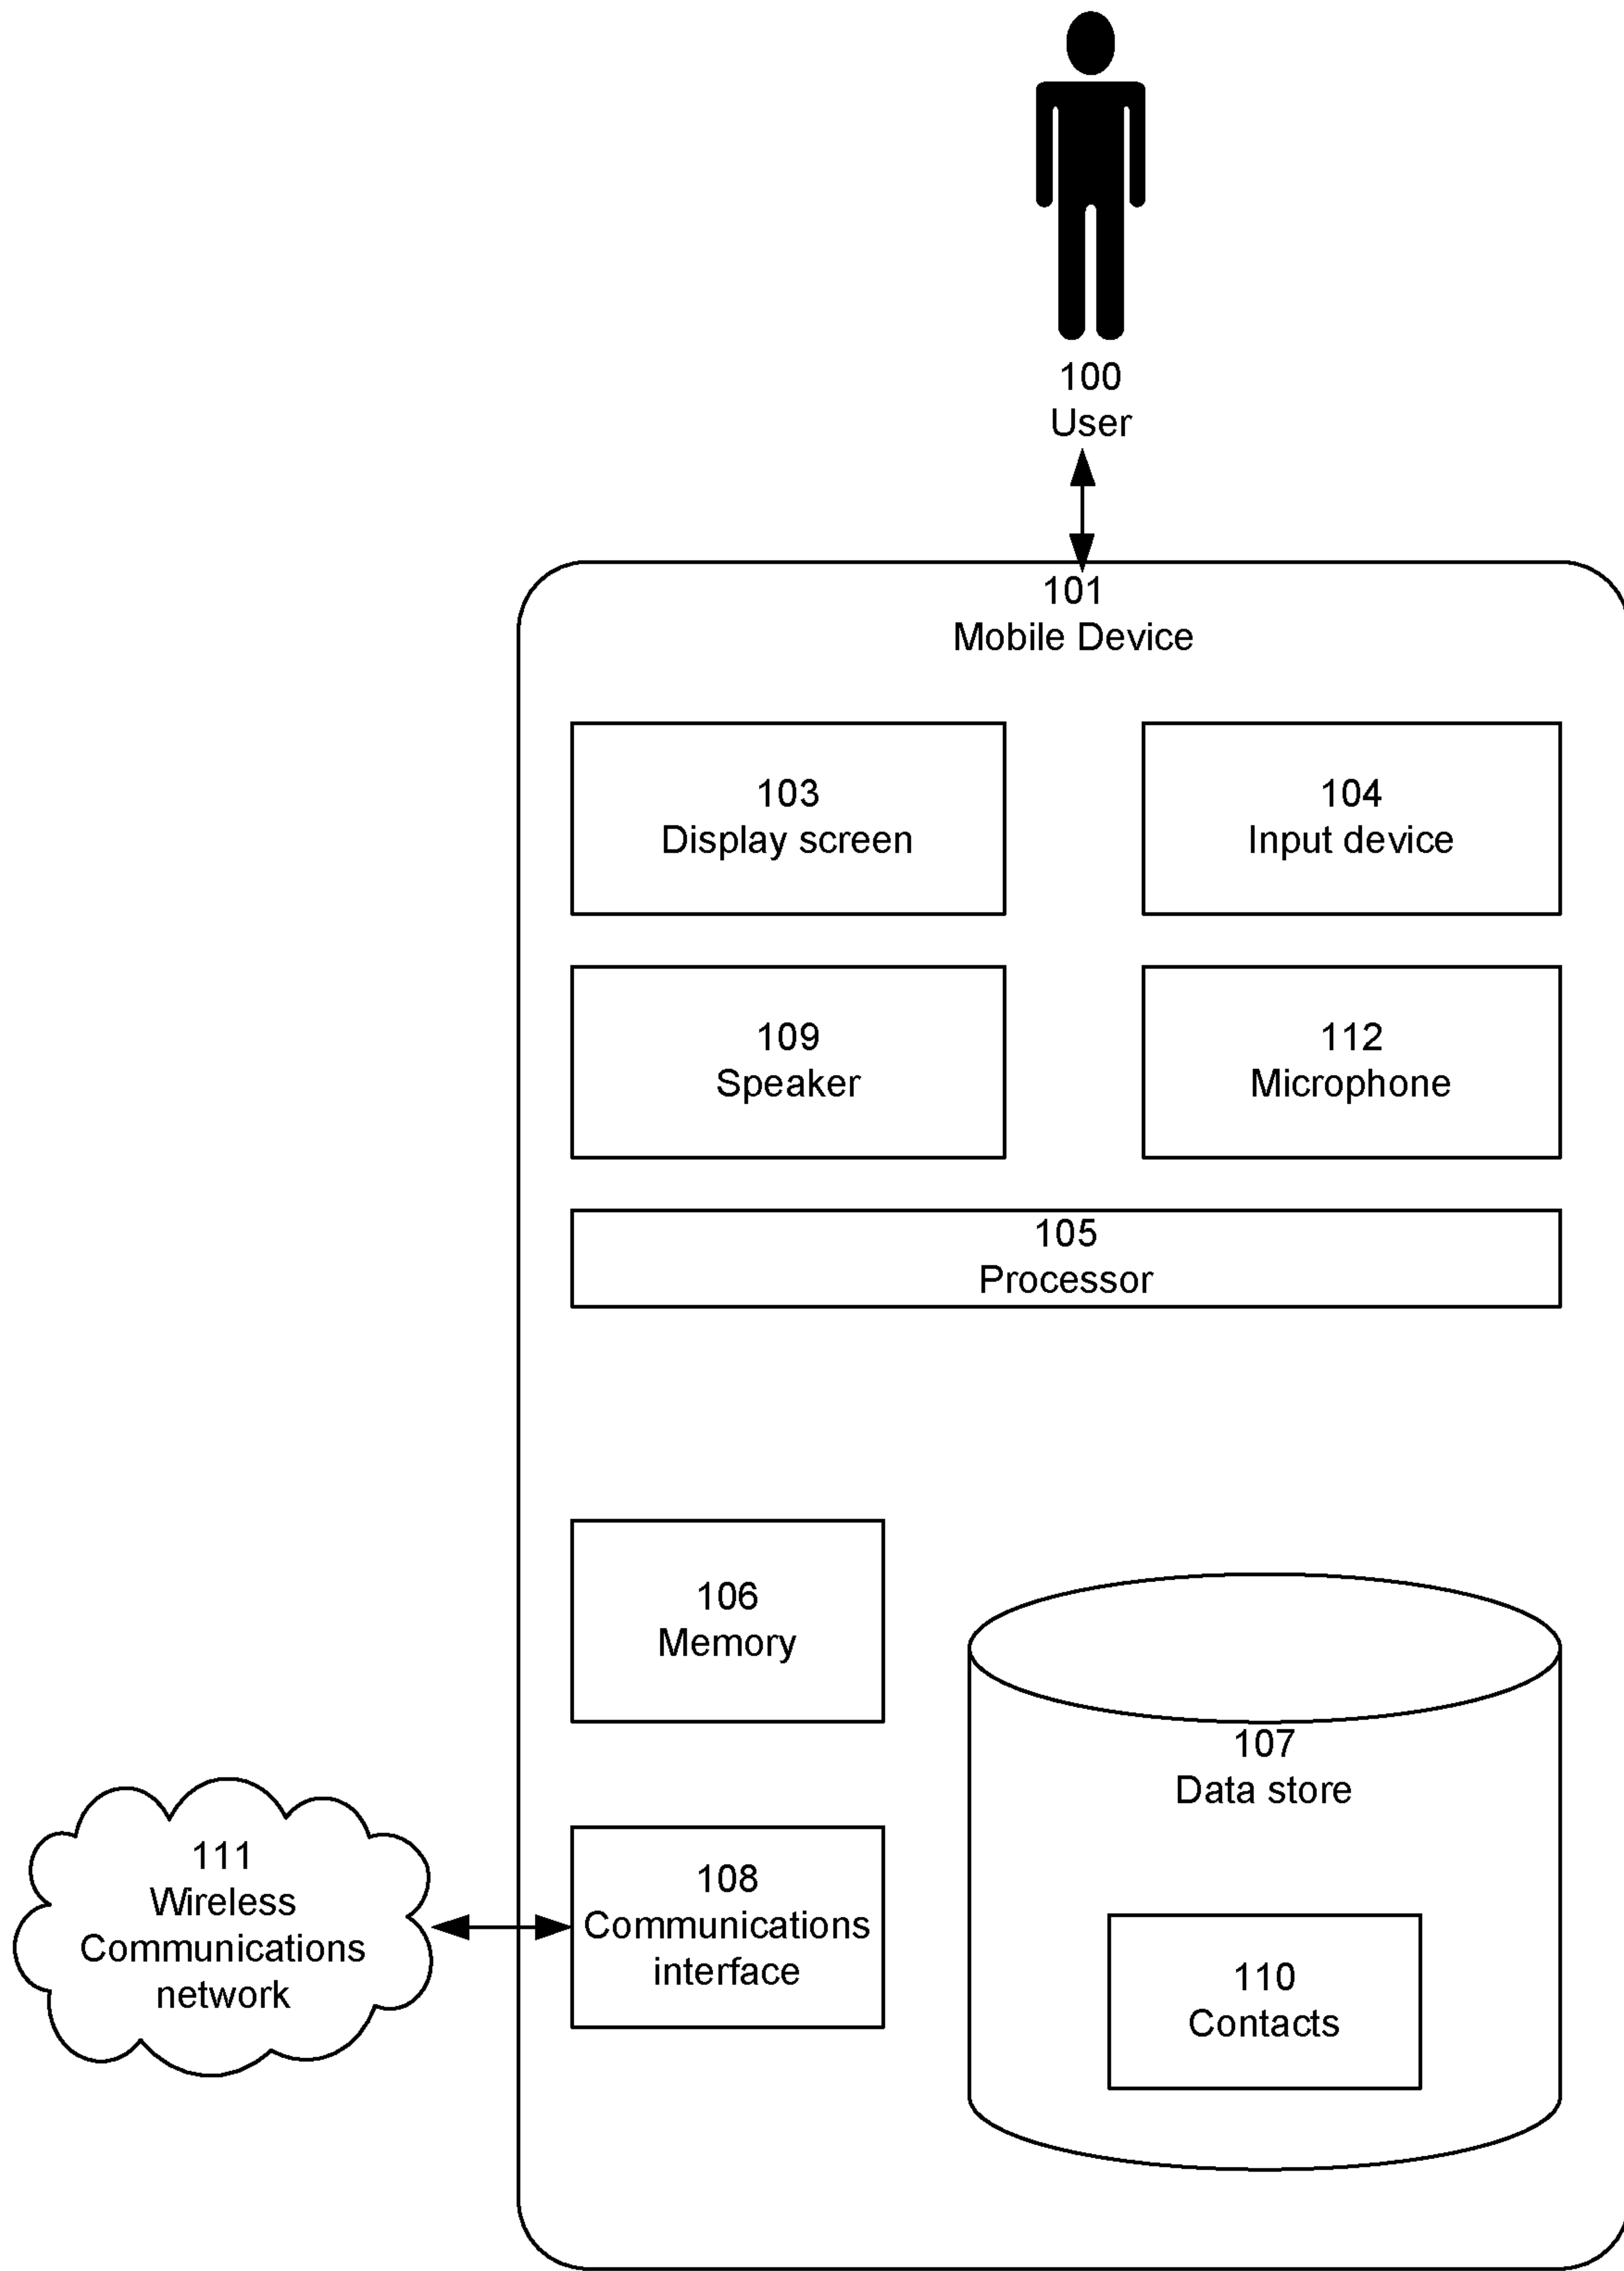 100
User
101
Mobile Device
103
Display screen
104
Input device
109
Speaker
112
Microphone
105
Processor
106
Memory
107
Data store
111
Wireless
Communications
network
108
Communications
interface
110
Contacts